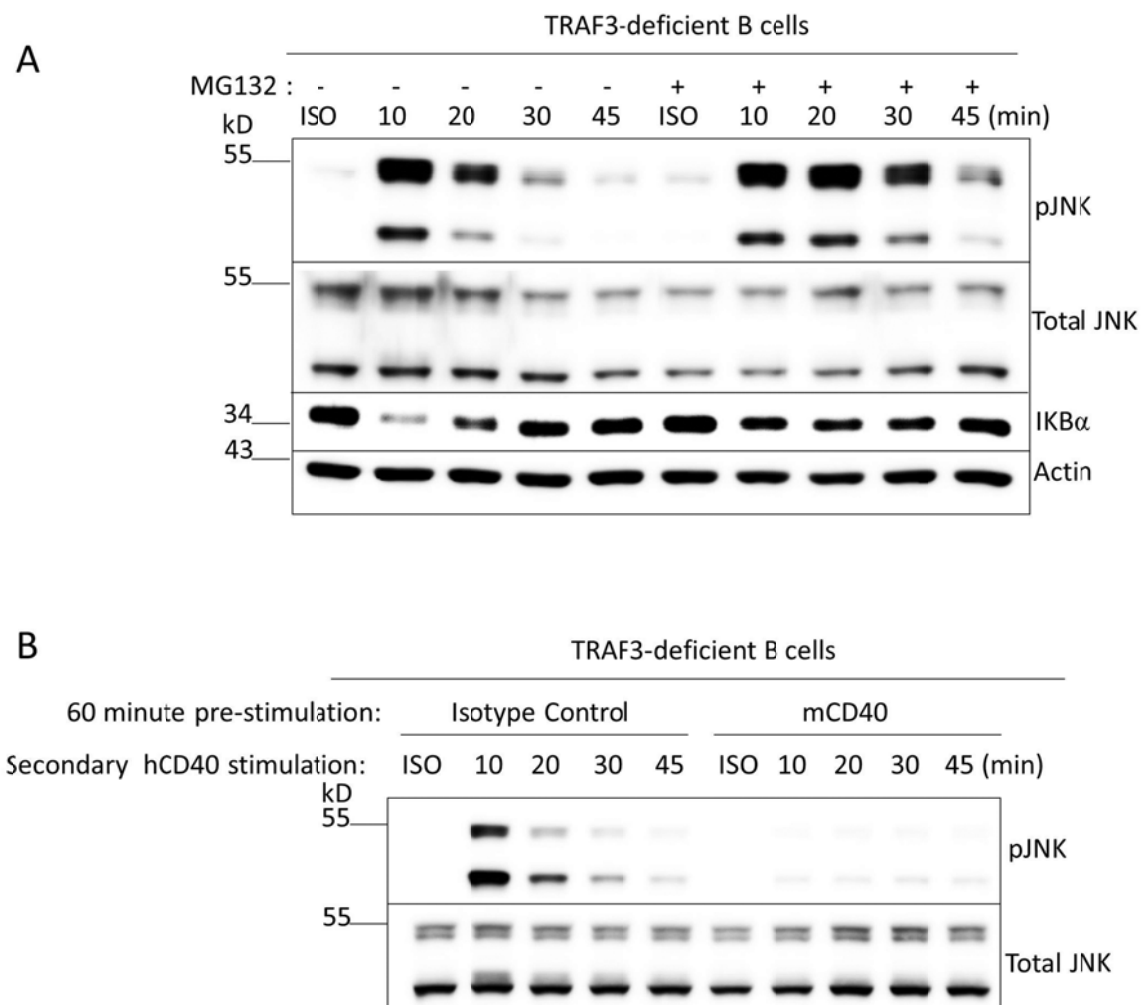 TRAF3-deficient B cells
A
MG132 : - - - - - + + + + +
kD ISO 10 20 30 45 ISO 10 20 30 45 (min)
55
pJNK
55
Total JNK
34
IKBα
43
Actin
B
TRAF3-deficient B cells
60 minute pre-stimulation: Isotype Control mCD40
Secondary hCD40 stimulation: ISO 10 20 30 45 ISO 10 20 30 45 (min)
kD
55
pJNK
55
Total JNK